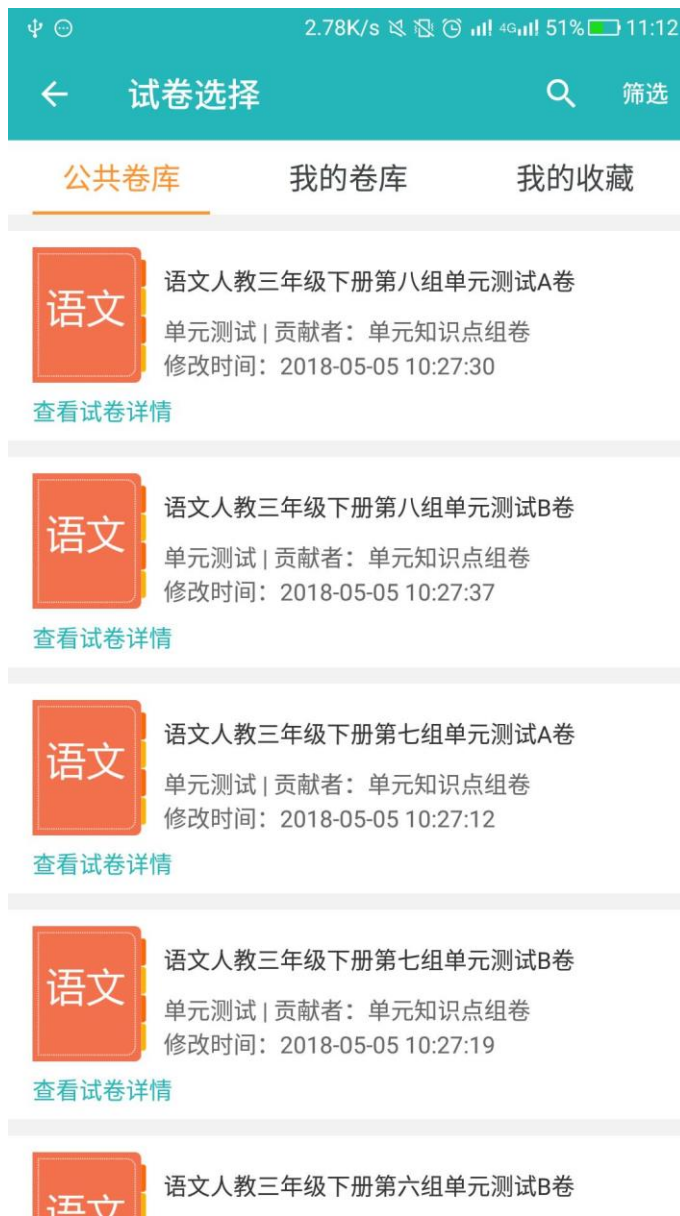 2.78K/s 4G 51% 11:12
试卷选择 筛选
公共卷库 我的卷库 我的收藏
语文
语文人教三年级下册第八组单元测试A卷
单元测试 | 贡献者：单元知识点组卷
修改时间：2018-05-05 10:27:30
查看试卷详情
语文
语文人教三年级下册第八组单元测试B卷
单元测试 | 贡献者：单元知识点组卷
修改时间：2018-05-05 10:27:37
查看试卷详情
语文
语文人教三年级下册第七组单元测试A卷
单元测试 | 贡献者：单元知识点组卷
修改时间：2018-05-05 10:27:12
查看试卷详情
语文
语文人教三年级下册第七组单元测试B卷
单元测试 | 贡献者：单元知识点组卷
修改时间：2018-05-05 10:27:19
查看试卷详情
语文人教三年级下册第六组单元测试B卷
语文